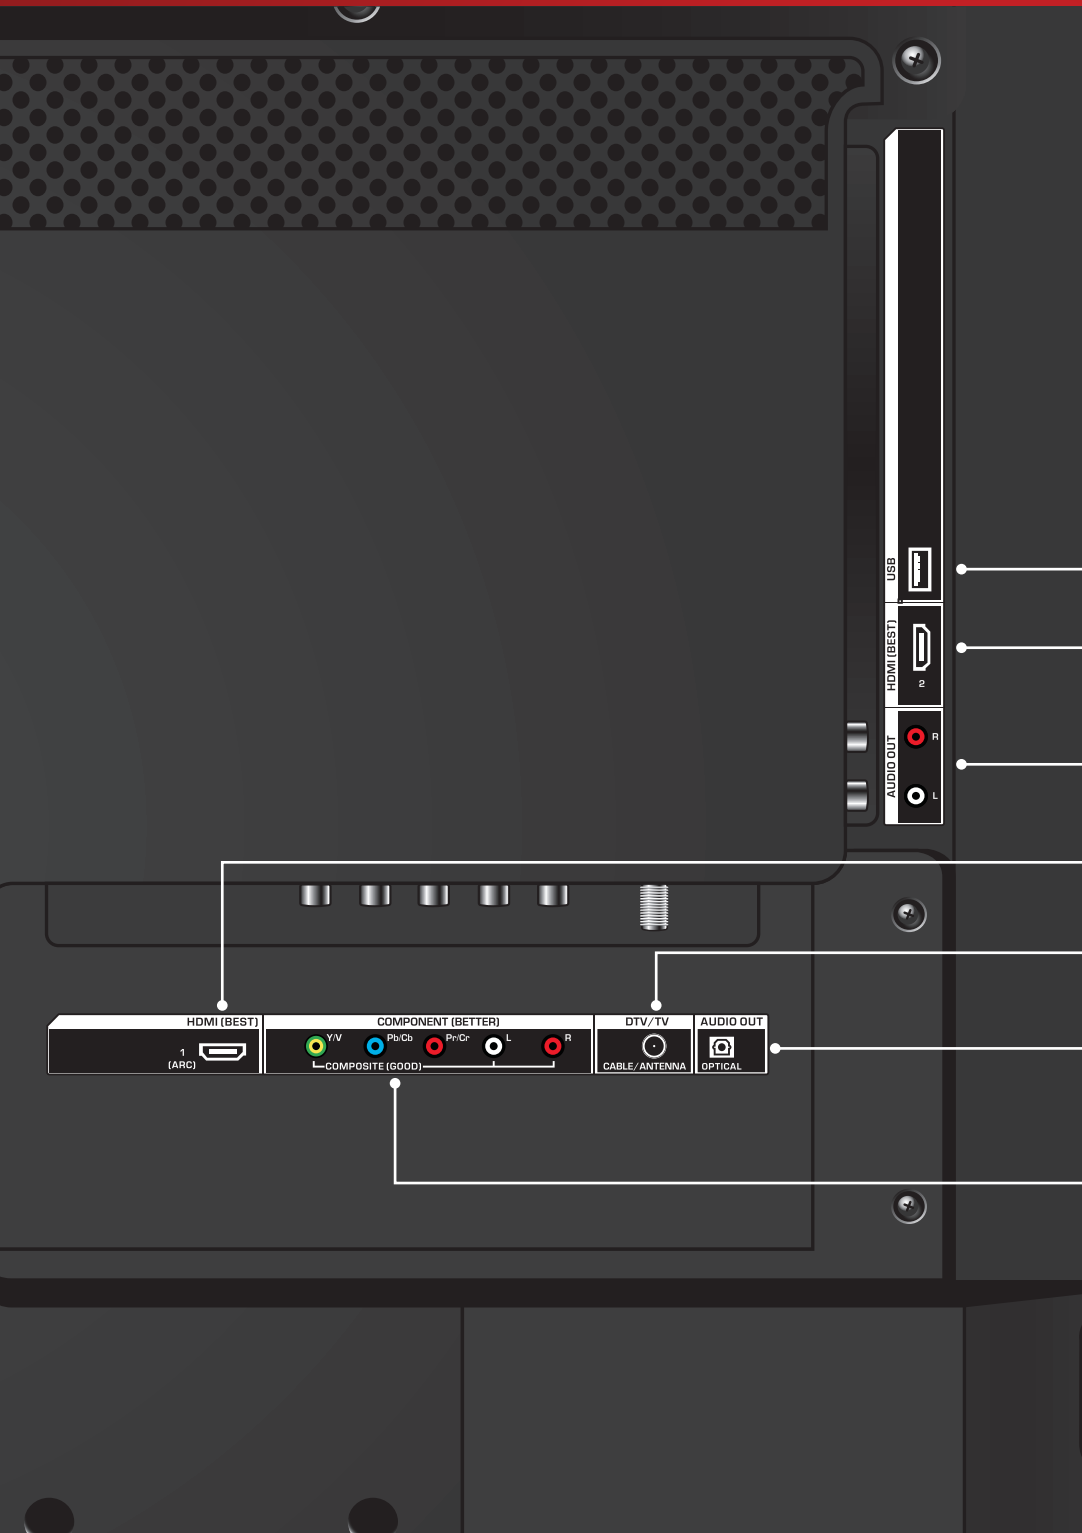 USB
HDMI (BEST)
2
AUDIO OUT
R
L
HDMI (BEST)
1
(ARC)
COMPONENT (BETTER)
Y/V
Pb/Cb
Pr/Cr
L
R
COMPOSITE (GOOD)
DTV/TV
CABLE/ANTENNA
AUDIO OUT
OPTICAL